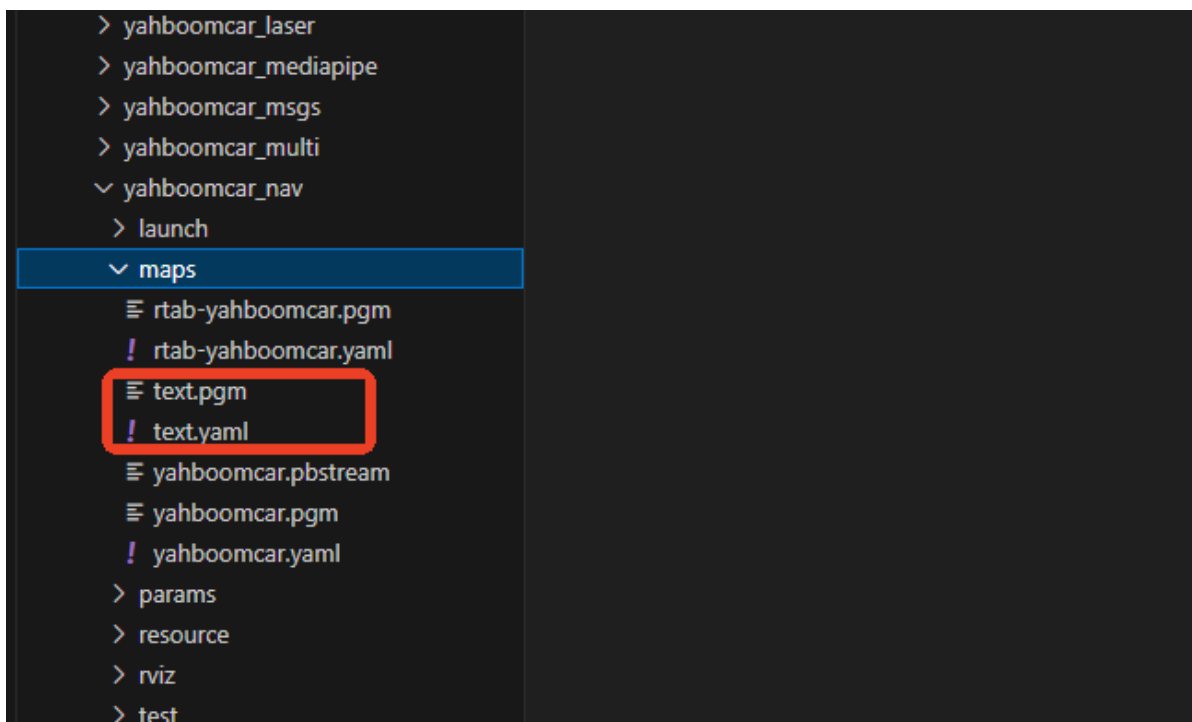 yahboomcar_laser
yahboomcar_mediapipe
yahboomcar_msgs
yahboomcar_multi
yahboomcar_nav
launch
maps
rtab-yahboomcar.pgm
! rtab-yahboomcar.yaml
text.pgm
! text.yaml
yahboomcar.pbstream
yahboomcar.pgm
! yahboomcar.yaml
params
resource
rviz
test